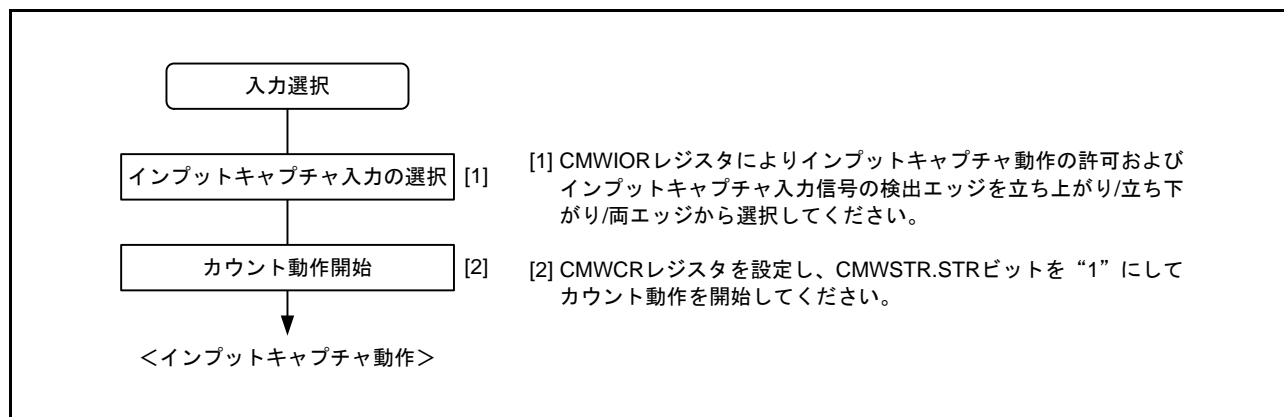 入力選択
インプットキャプチャ入力の選択 [1]
[1] CMWIORレジスタによりインプットキャプチャ動作の許可および
インプットキャプチャ入力信号の検出エッジを立ち上がり/立ち下
がり/両エッジから選択してください。
カウント動作開始 [2]
[2] CMWCRレジスタを設定し、CMWSTR.STRビットを“1”にして
カウント動作を開始してください。
＜インプットキャプチャ動作＞